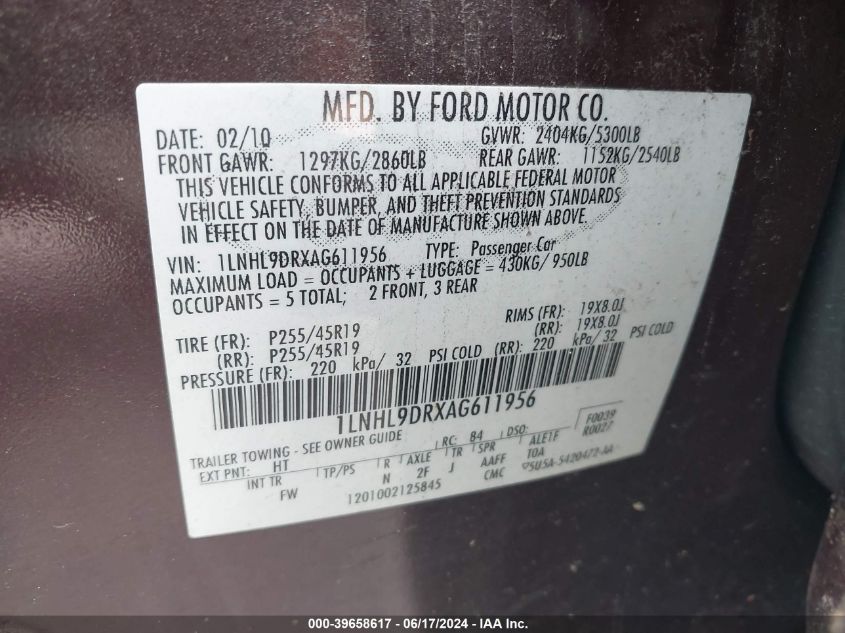 MFD. BY FORD MOTOR CO.
DATE: 02/10 GVWR: 2404KG/5300LB
FRONT GAWR: 1297KG/2860LB REAR GAWR: 1152KG/2540LB
THIS VEHICLE CONFORMS TO ALL APPLICABLE FEDERAL MOTOR
VEHICLE SAFETY, BUMPER, AND THEFT PREVENTION STANDARDS
IN EFFECT ON THE DATE OF MANUFACTURE SHOWN ABOVE.
VIN: 1LNHL9DRXAG611956 TYPE: Passenger Car
MAXIMUM LOAD = OCCUPANTS + LUGGAGE = 430KG/ 950LB
OCCUPANTS = 5 TOTAL; 2 FRONT, 3 REAR
TIRE (FR): P255/45R19 RIMS (FR): 19X8.0J
(RR): P255/45R19 (RR): 19X8.0J
PRESSURE (FR): 220 kPa/ 32 PSI COLD (RR): 220 kPa/ 32 PSI COLD
1LNHL9DRXAG611956
TRAILER TOWING - SEE OWNER GUIDE RC: 84 DSO: F0039
EXT PNT: HT R0027
INT TR TP/PS R AXLE TR SPR ALE1F
FW N 2F J AAFF TOA
1201002125845 CMC 5U5A-5420472-AA
000-39658617 - 06/17/2024 - IAA Inc.